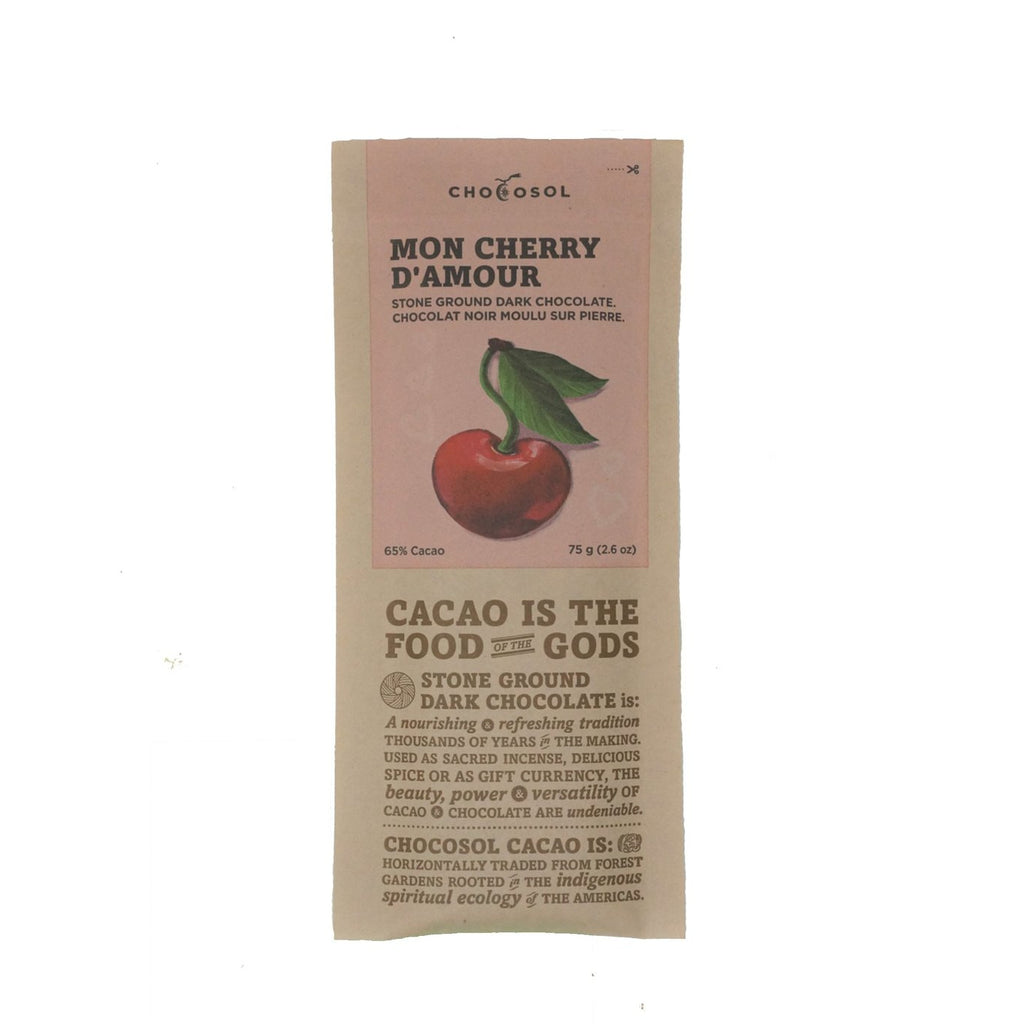 CHOCOSOL
MON CHERRY
D'AMOUR
STONE GROUND DARK CHOCOLATE.
CHOCOLAT NOIR MOULU SUR PIERRE.
65% Cacao 75 g (2.6 oz)
CACAO IS THE
FOOD OF THE GODS
STONE GROUND
DARK CHOCOLATE is:
A nourishing & refreshing tradition
THOUSANDS OF YEARS in THE MAKING.
USED AS SACRED INCENSE, DELICIOUS
SPICE OR AS GIFT CURRENCY, THE
beauty, power & versatility OF
CACAO & CHOCOLATE ARE undeniable.
CHOCOSOL CACAO IS:
HORIZONTALLY TRADED FROM FOREST
GARDENS ROOTED in THE indigenous
spiritual ecology of THE AMERICAS.